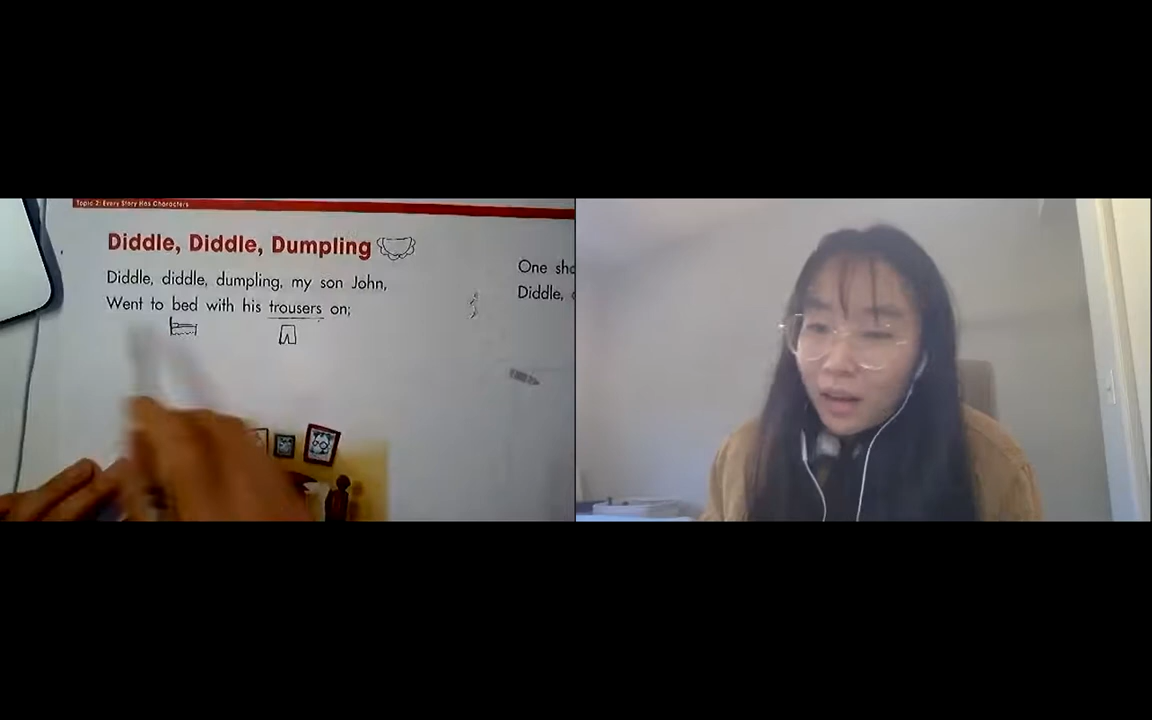 Topic 2: Every Story Has Characters
Diddle, Diddle, Dumpling
Diddle, diddle, dumpling, my son John,
Went to bed with his trousers on;
One
Diddle,